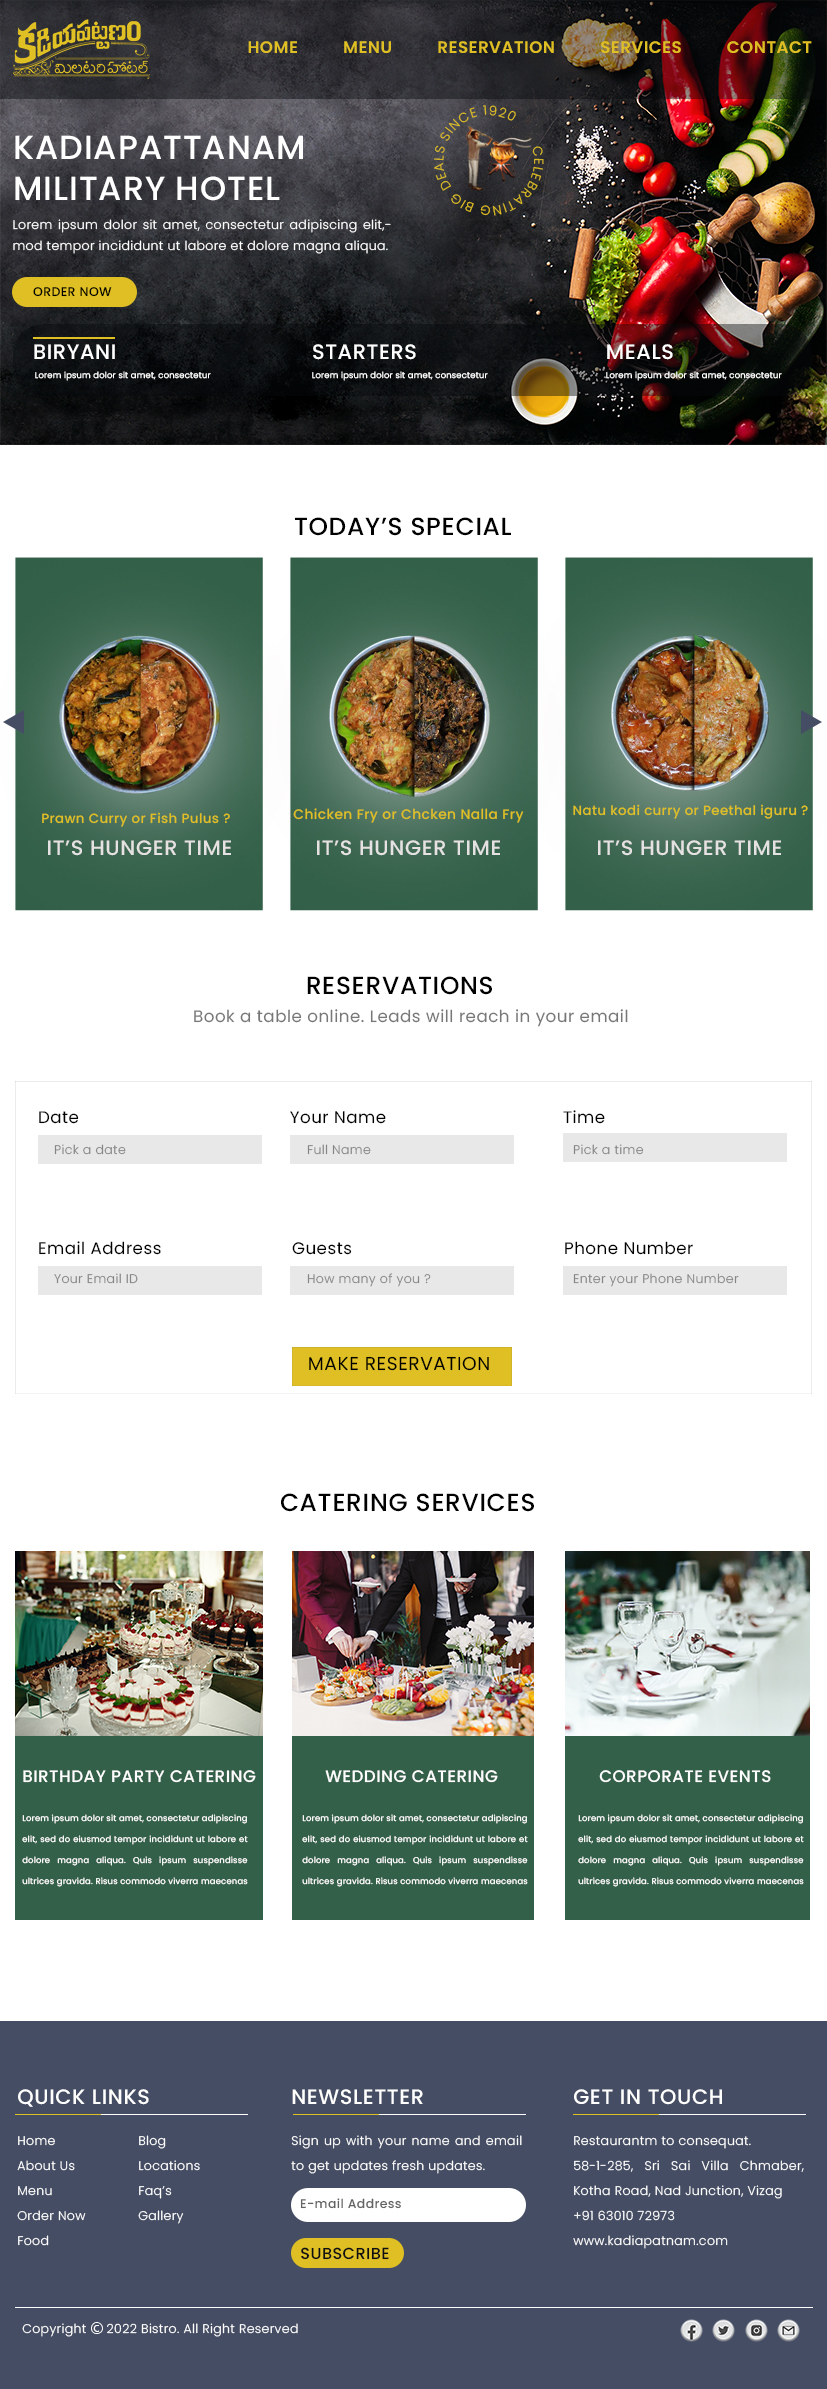 కడియపట్టణం
మిలటరి హోటల్
HOME MENU RESERVATION SERVICES CONTACT
CELEBRATING BIG DEALS SINCE 1920
KADIAPATTANAM
MILITARY HOTEL
Lorem ipsum dolor sit amet, consectetur adipiscing elit,-
mod tempor incididunt ut labore et dolore magna aliqua.
ORDER NOW
BIRYANI
Lorem ipsum dolor sit amet, consectetur
STARTERS
Lorem ipsum dolor sit amet, consectetur
MEALS
Lorem ipsum dolor sit amet, consectetur
TODAY’S SPECIAL
Prawn Curry or Fish Pulus ?
IT’S HUNGER TIME
Chicken Fry or Chcken Nalla Fry
IT’S HUNGER TIME
Natu kodi curry or Peethal iguru ?
IT’S HUNGER TIME
RESERVATIONS
Book a table online. Leads will reach in your email
Date
Pick a date
Your Name
Full Name
Time
Pick a time
Email Address
Your Email ID
Guests
How many of you ?
Phone Number
Enter your Phone Number
MAKE RESERVATION
CATERING SERVICES
BIRTHDAY PARTY CATERING
Lorem ipsum dolor sit amet, consectetur adipiscing
elit, sed do eiusmod tempor incididunt ut labore et
dolore magna aliqua. Quis ipsum suspendisse
ultrices gravida. Risus commodo viverra maecenas
WEDDING CATERING
Lorem ipsum dolor sit amet, consectetur adipiscing
elit, sed do eiusmod tempor incididunt ut labore et
dolore magna aliqua. Quis ipsum suspendisse
ultrices gravida. Risus commodo viverra maecenas
CORPORATE EVENTS
Lorem ipsum dolor sit amet, consectetur adipiscing
elit, sed do eiusmod tempor incididunt ut labore et
dolore magna aliqua. Quis ipsum suspendisse
ultrices gravida. Risus commodo viverra maecenas
QUICK LINKS
Home
About Us
Menu
Order Now
Food
Blog
Locations
Faq’s
Gallery
NEWSLETTER
Sign up with your name and email
to get updates fresh updates.
E-mail Address
SUBSCRIBE
GET IN TOUCH
Restaurantm to consequat.
58-1-285, Sri Sai Villa Chmaber,
Kotha Road, Nad Junction, Vizag
+91 63010 72973
www.kadiapatnam.com
Copyright © 2022 Bistro. All Right Reserved